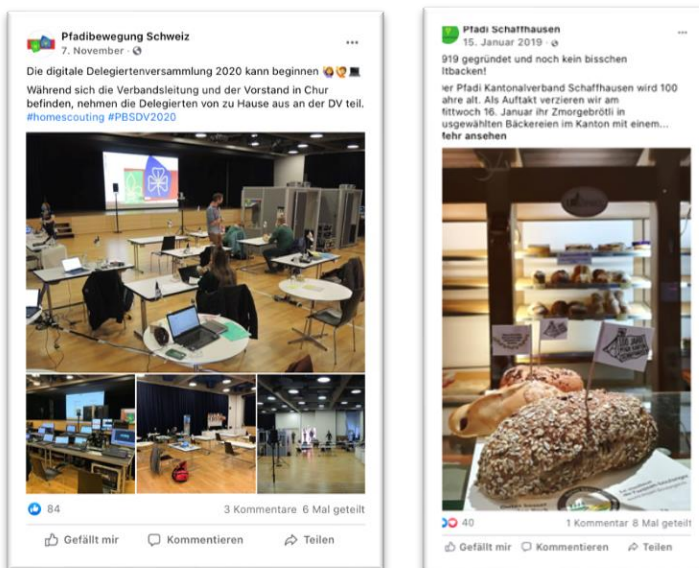 Pfadibewegung Schweiz
7. November
Die digitale Delegiertenversammlung 2020 kann beginnen
Während sich die Verbandsleitung und der Vorstand in Chur
befinden, nehmen die Delegierten von zu Hause aus an der DV teil.
#homescouting #PBSDV2020
84
3 Kommentare 6 Mal geteilt
Gefällt mir
Kommentieren
Teilen
Pfadi Schaffhausen
15. Januar 2019
919 gegründet und noch kein bisschen
ltbacken!
er Pfadi Kantonalverband Schaffhausen wird 100
ahre alt. Als Auftakt verzieren wir am
Mittwoch 16. Januar ihr Zmorgebrötli in
usgewählten Bäckereien im Kanton mit einem...
Mehr ansehen
100 JAHRE
40
1 Kommentar 8 Mal geteilt
Gefällt mir
Kommentieren
Teilen